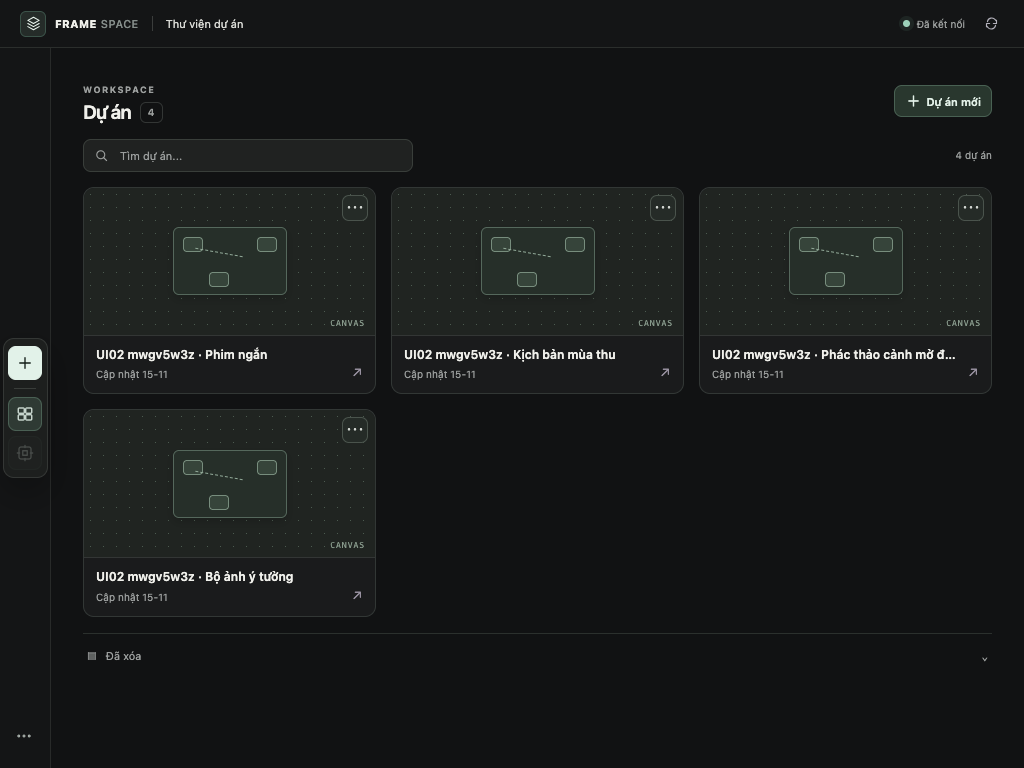 FRAME SPACE
Thư viện dự án
Đã kết nối
WORKSPACE
Dự án 4
+ Dự án mới
Tìm dự án...
4 dự án
CANVAS
CANVAS
CANVAS
UI02 mwgv5w3z · Phim ngắn
Cập nhật 15-11
UI02 mwgv5w3z · Kịch bản mùa thu
Cập nhật 15-11
UI02 mwgv5w3z · Phác thảo cảnh mở đ...
Cập nhật 15-11
CANVAS
UI02 mwgv5w3z · Bộ ảnh ý tưởng
Cập nhật 15-11
Đã xóa